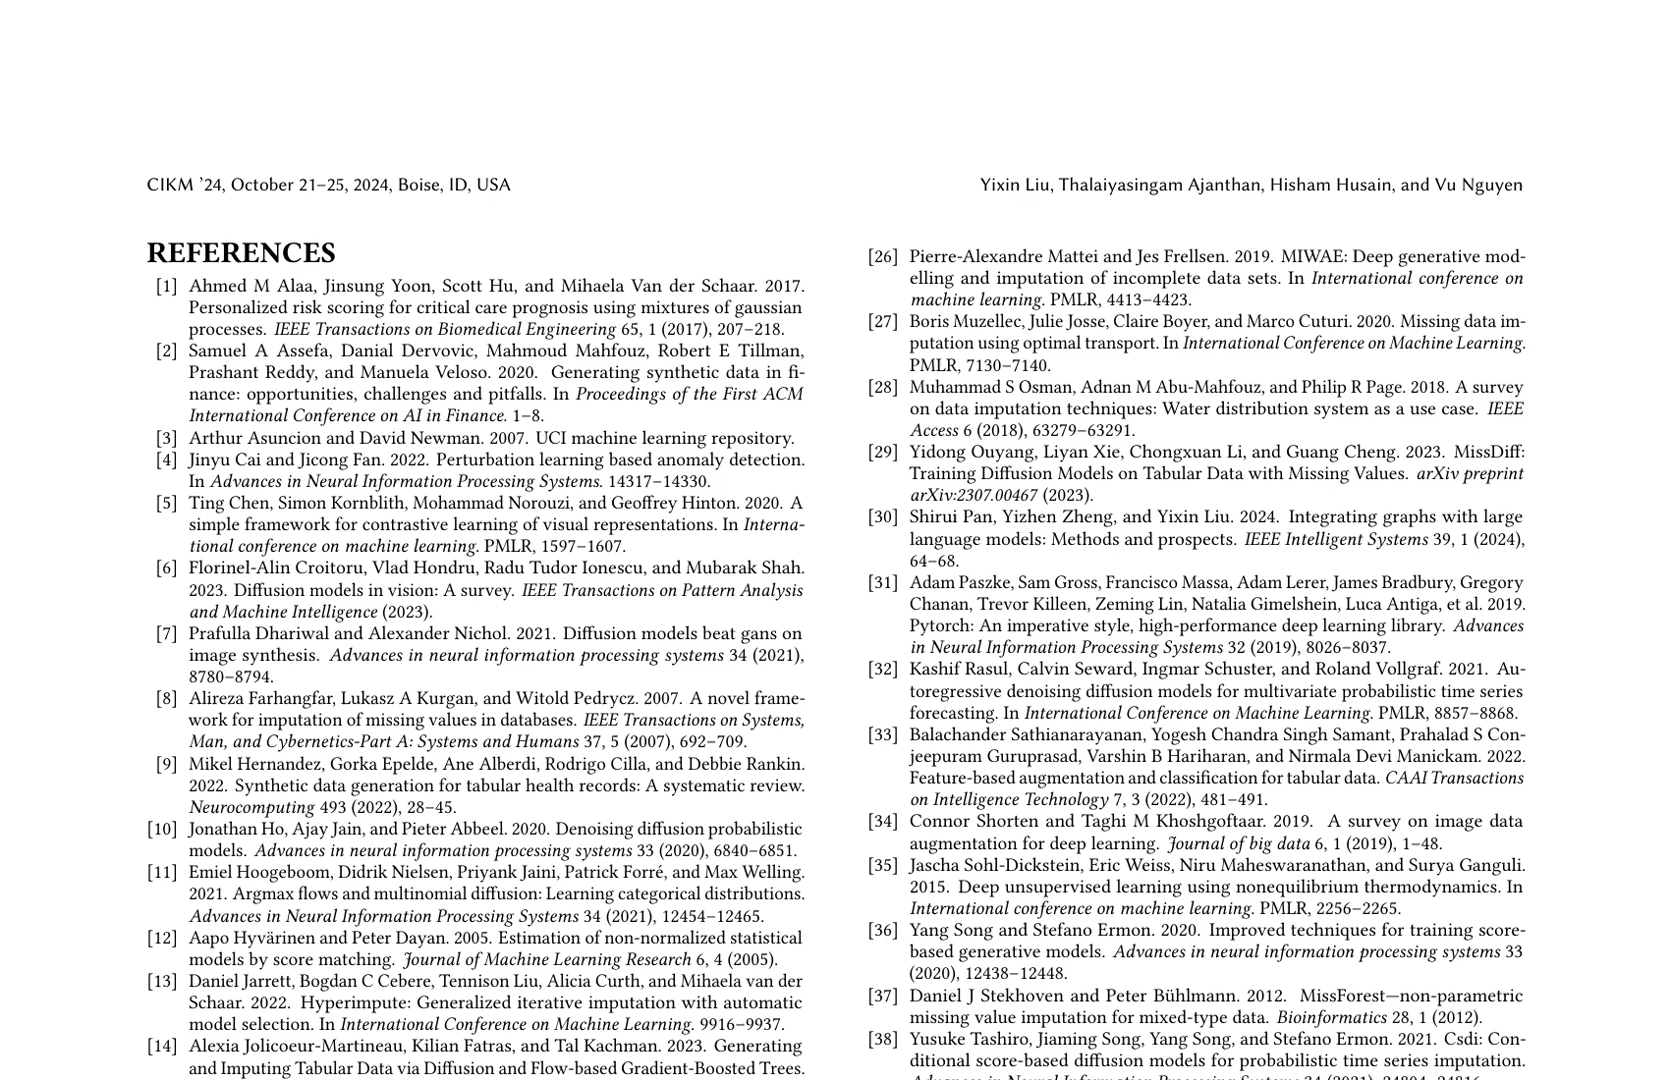 CIKM ’24, October 21–25, 2024, Boise, ID, USA
Yixin Liu, Thalaiyasingam Ajanthan, Hisham Husain, and Vu Nguyen
REFERENCES
[1] Ahmed M Alaa, Jinsung Yoon, Scott Hu, and Mihaela Van der Schaar. 2017.
Personalized risk scoring for critical care prognosis using mixtures of gaussian
processes. IEEE Transactions on Biomedical Engineering 65, 1 (2017), 207–218.
[2] Samuel A Assefa, Danial Dervovic, Mahmoud Mahfouz, Robert E Tillman,
Prashant Reddy, and Manuela Veloso. 2020. Generating synthetic data in fi-
nance: opportunities, challenges and pitfalls. In Proceedings of the First ACM
International Conference on AI in Finance. 1–8.
[3] Arthur Asuncion and David Newman. 2007. UCI machine learning repository.
[4] Jinyu Cai and Jicong Fan. 2022. Perturbation learning based anomaly detection.
In Advances in Neural Information Processing Systems. 14317–14330.
[5] Ting Chen, Simon Kornblith, Mohammad Norouzi, and Geoffrey Hinton. 2020. A
simple framework for contrastive learning of visual representations. In Interna-
tional conference on machine learning. PMLR, 1597–1607.
[6] Florinel-Alin Croitoru, Vlad Hondru, Radu Tudor Ionescu, and Mubarak Shah.
2023. Diffusion models in vision: A survey. IEEE Transactions on Pattern Analysis
and Machine Intelligence (2023).
[7] Prafulla Dhariwal and Alexander Nichol. 2021. Diffusion models beat gans on
image synthesis. Advances in neural information processing systems 34 (2021),
8780–8794.
[8] Alireza Farhangfar, Lukasz A Kurgan, and Witold Pedrycz. 2007. A novel frame-
work for imputation of missing values in databases. IEEE Transactions on Systems,
Man, and Cybernetics-Part A: Systems and Humans 37, 5 (2007), 692–709.
[9] Mikel Hernandez, Gorka Epelde, Ane Alberdi, Rodrigo Cilla, and Debbie Rankin.
2022. Synthetic data generation for tabular health records: A systematic review.
Neurocomputing 493 (2022), 28–45.
[10] Jonathan Ho, Ajay Jain, and Pieter Abbeel. 2020. Denoising diffusion probabilistic
models. Advances in neural information processing systems 33 (2020), 6840–6851.
[11] Emiel Hoogeboom, Didrik Nielsen, Priyank Jaini, Patrick Forré, and Max Welling.
2021. Argmax flows and multinomial diffusion: Learning categorical distributions.
Advances in Neural Information Processing Systems 34 (2021), 12454–12465.
[12] Aapo Hyvärinen and Peter Dayan. 2005. Estimation of non-normalized statistical
models by score matching. Journal of Machine Learning Research 6, 4 (2005).
[13] Daniel Jarrett, Bogdan C Cebere, Tennison Liu, Alicia Curth, and Mihaela van der
Schaar. 2022. Hyperimpute: Generalized iterative imputation with automatic
model selection. In International Conference on Machine Learning. 9916–9937.
[14] Alexia Jolicoeur-Martineau, Kilian Fatras, and Tal Kachman. 2023. Generating
and Imputing Tabular Data via Diffusion and Flow-based Gradient-Boosted Trees.
[26] Pierre-Alexandre Mattei and Jes Frellsen. 2019. MIWAE: Deep generative mod-
elling and imputation of incomplete data sets. In International conference on
machine learning. PMLR, 4413–4423.
[27] Boris Muzellec, Julie Josse, Claire Boyer, and Marco Cuturi. 2020. Missing data im-
putation using optimal transport. In International Conference on Machine Learning.
PMLR, 7130–7140.
[28] Muhammad S Osman, Adnan M Abu-Mahfouz, and Philip R Page. 2018. A survey
on data imputation techniques: Water distribution system as a use case. IEEE
Access 6 (2018), 63279–63291.
[29] Yidong Ouyang, Liyan Xie, Chongxuan Li, and Guang Cheng. 2023. MissDiff:
Training Diffusion Models on Tabular Data with Missing Values. arXiv preprint
arXiv:2307.00467 (2023).
[30] Shirui Pan, Yizhen Zheng, and Yixin Liu. 2024. Integrating graphs with large
language models: Methods and prospects. IEEE Intelligent Systems 39, 1 (2024),
64–68.
[31] Adam Paszke, Sam Gross, Francisco Massa, Adam Lerer, James Bradbury, Gregory
Chanan, Trevor Killeen, Zeming Lin, Natalia Gimelshein, Luca Antiga, et al. 2019.
Pytorch: An imperative style, high-performance deep learning library. Advances
in Neural Information Processing Systems 32 (2019), 8026–8037.
[32] Kashif Rasul, Calvin Seward, Ingmar Schuster, and Roland Vollgraf. 2021. Au-
toregressive denoising diffusion models for multivariate probabilistic time series
forecasting. In International Conference on Machine Learning. PMLR, 8857–8868.
[33] Balachander Sathianarayanan, Yogesh Chandra Singh Samant, Prahalad S Con-
jeepuram Guruprasad, Varshin B Hariharan, and Nirmala Devi Manickam. 2022.
Feature-based augmentation and classification for tabular data. CAAI Transactions
on Intelligence Technology 7, 3 (2022), 481–491.
[34] Connor Shorten and Taghi M Khoshgoftaar. 2019. A survey on image data
augmentation for deep learning. Journal of big data 6, 1 (2019), 1–48.
[35] Jascha Sohl-Dickstein, Eric Weiss, Niru Maheswaranathan, and Surya Ganguli.
2015. Deep unsupervised learning using nonequilibrium thermodynamics. In
International conference on machine learning. PMLR, 2256–2265.
[36] Yang Song and Stefano Ermon. 2020. Improved techniques for training score-
based generative models. Advances in neural information processing systems 33
(2020), 12438–12448.
[37] Daniel J Stekhoven and Peter Bühlmann. 2012. MissForest—non-parametric
missing value imputation for mixed-type data. Bioinformatics 28, 1 (2012).
[38] Yusuke Tashiro, Jiaming Song, Yang Song, and Stefano Ermon. 2021. Csdi: Con-
ditional score-based diffusion models for probabilistic time series imputation.